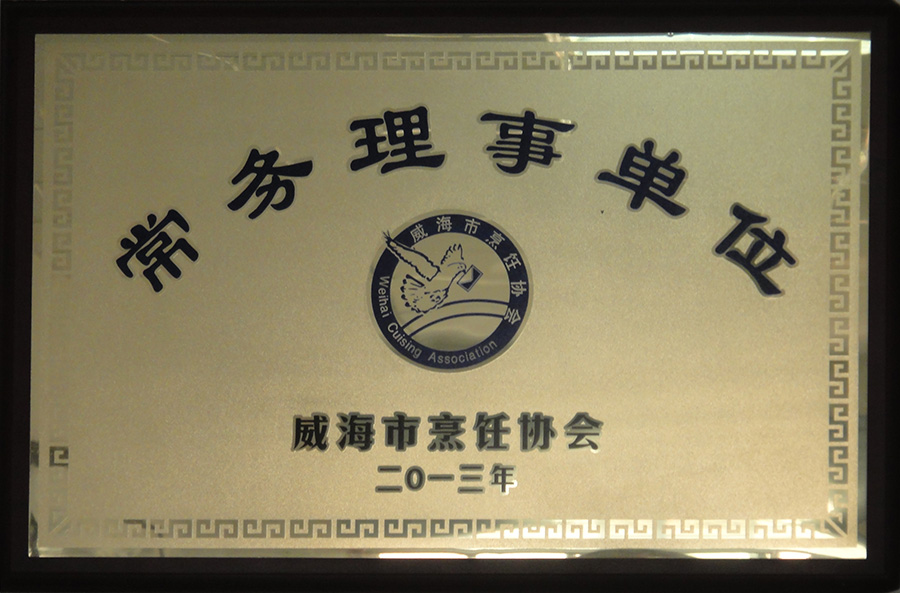 常务理事单位
威海市烹饪协会
Weihai Cuising Association
威海市烹饪协会
二0一三年